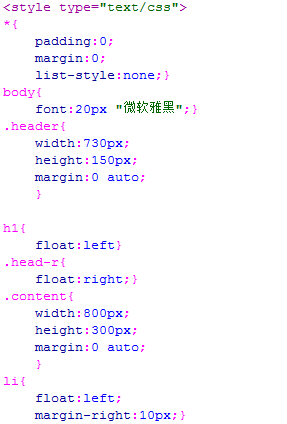 <style type="text/css">
*{
    padding:0;
    margin:0;
    list-style:none;}
body{
    font:20px "微软雅黑";}
.header{
    width:730px;
    height:150px;
    margin:0 auto;
    }

h1{
    float:left}
.head-r{
    float:right;}
.content{
    width:800px;
    height:300px;
    margin:0 auto;
    }
li{
    float:left;
    margin-right:10px;}